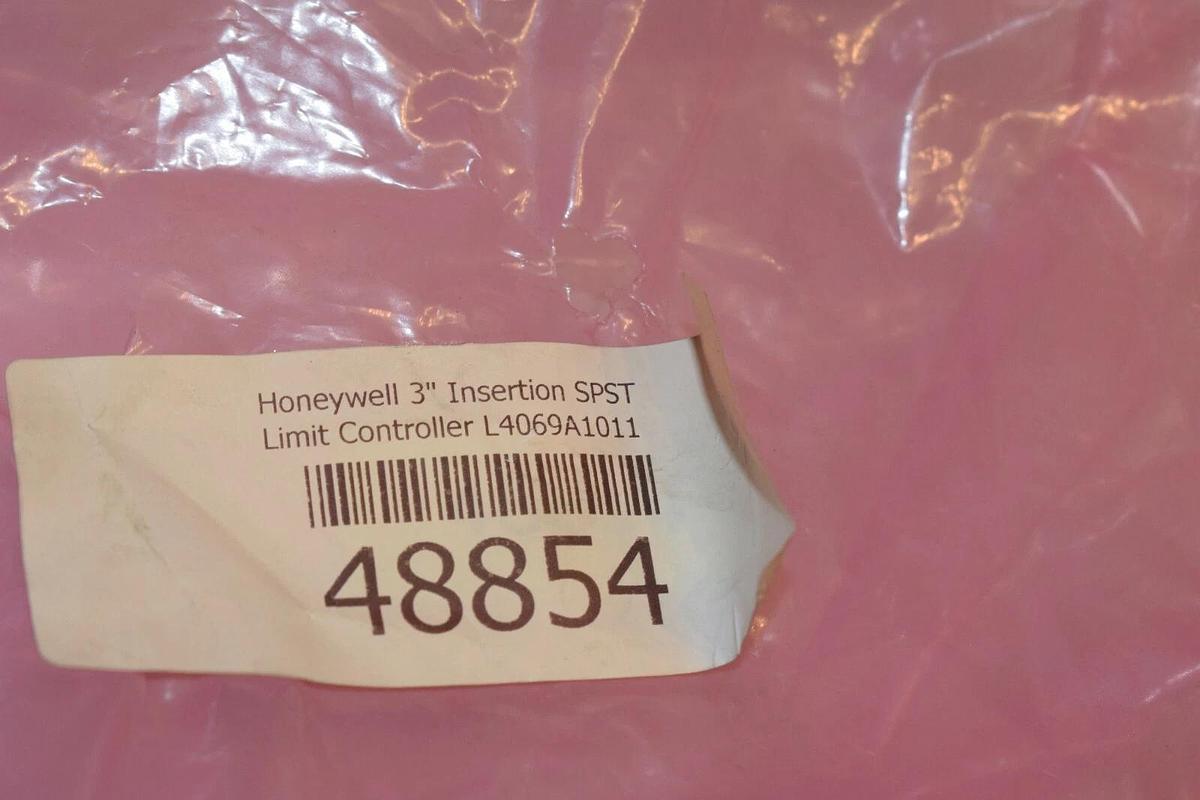 Honeywell 3" Insertion SPST
Limit Controller L4069A1011
48854